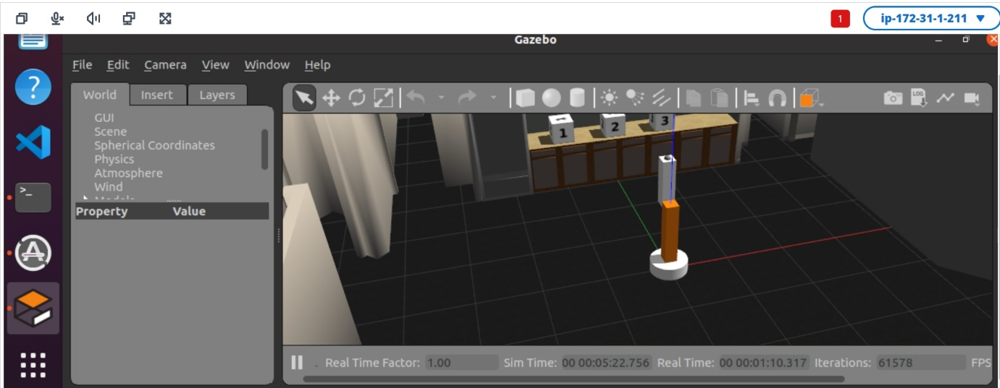 1
ip-172-31-1-211
Gazebo
File Edit Camera View Window Help
World Insert Layers
GUI
Scene
Spherical Coordinates
Physics
Atmosphere
Wind
Models
Property Value
1 2 3
Real Time Factor: 1.00 Sim Time: 00 00:05:22.756 Real Time: 00 00:01:10.317 Iterations: 61578 FPS
LOG